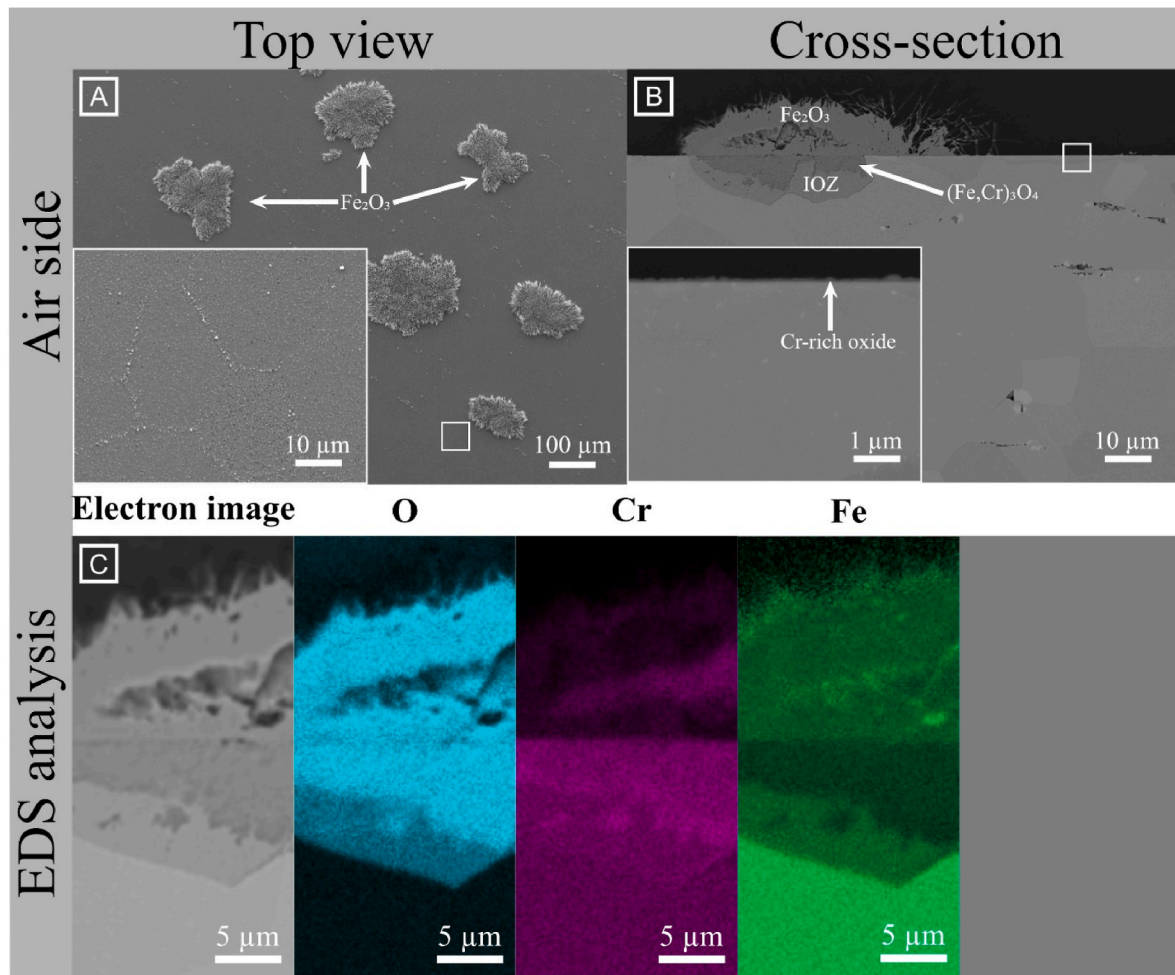 Top view
Cross-section
Air side
A
Fe₂O₃
10 µm
100 µm
B
Fe₂O₃
IOZ
(Fe,Cr)₃O₄
Cr-rich oxide
1 µm
10 µm
Electron image
O
Cr
Fe
EDS analysis
C
5 µm
5 µm
5 µm
5 µm